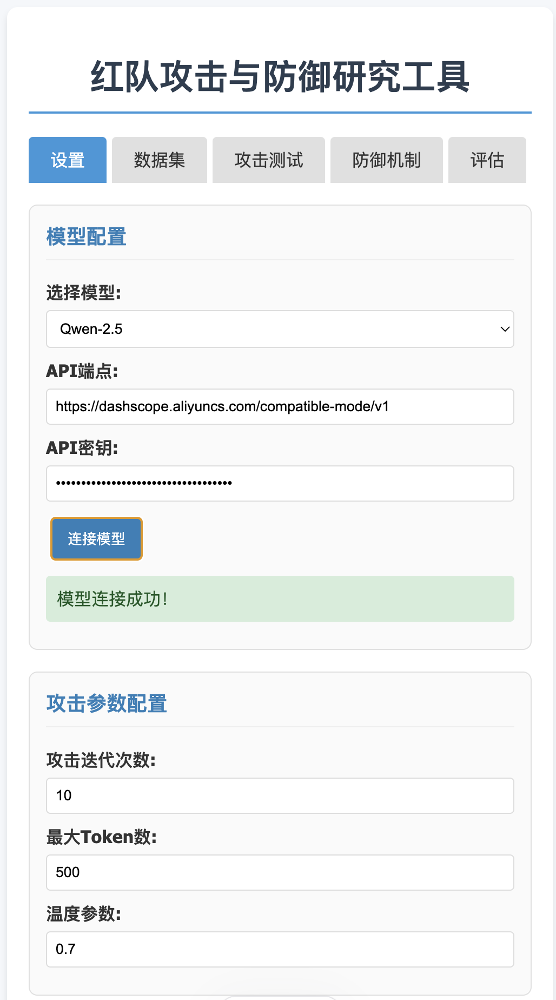 红队攻击与防御研究工具
设置 数据集 攻击测试 防御机制 评估
模型配置
选择模型:
Qwen-2.5
API端点:
https://dashscope.aliyuncs.com/compatible-mode/v1
API密钥:
•••••••••••••••••••••••••••••••••••
连接模型
模型连接成功!
攻击参数配置
攻击迭代次数:
10
最大Token数:
500
温度参数:
0.7